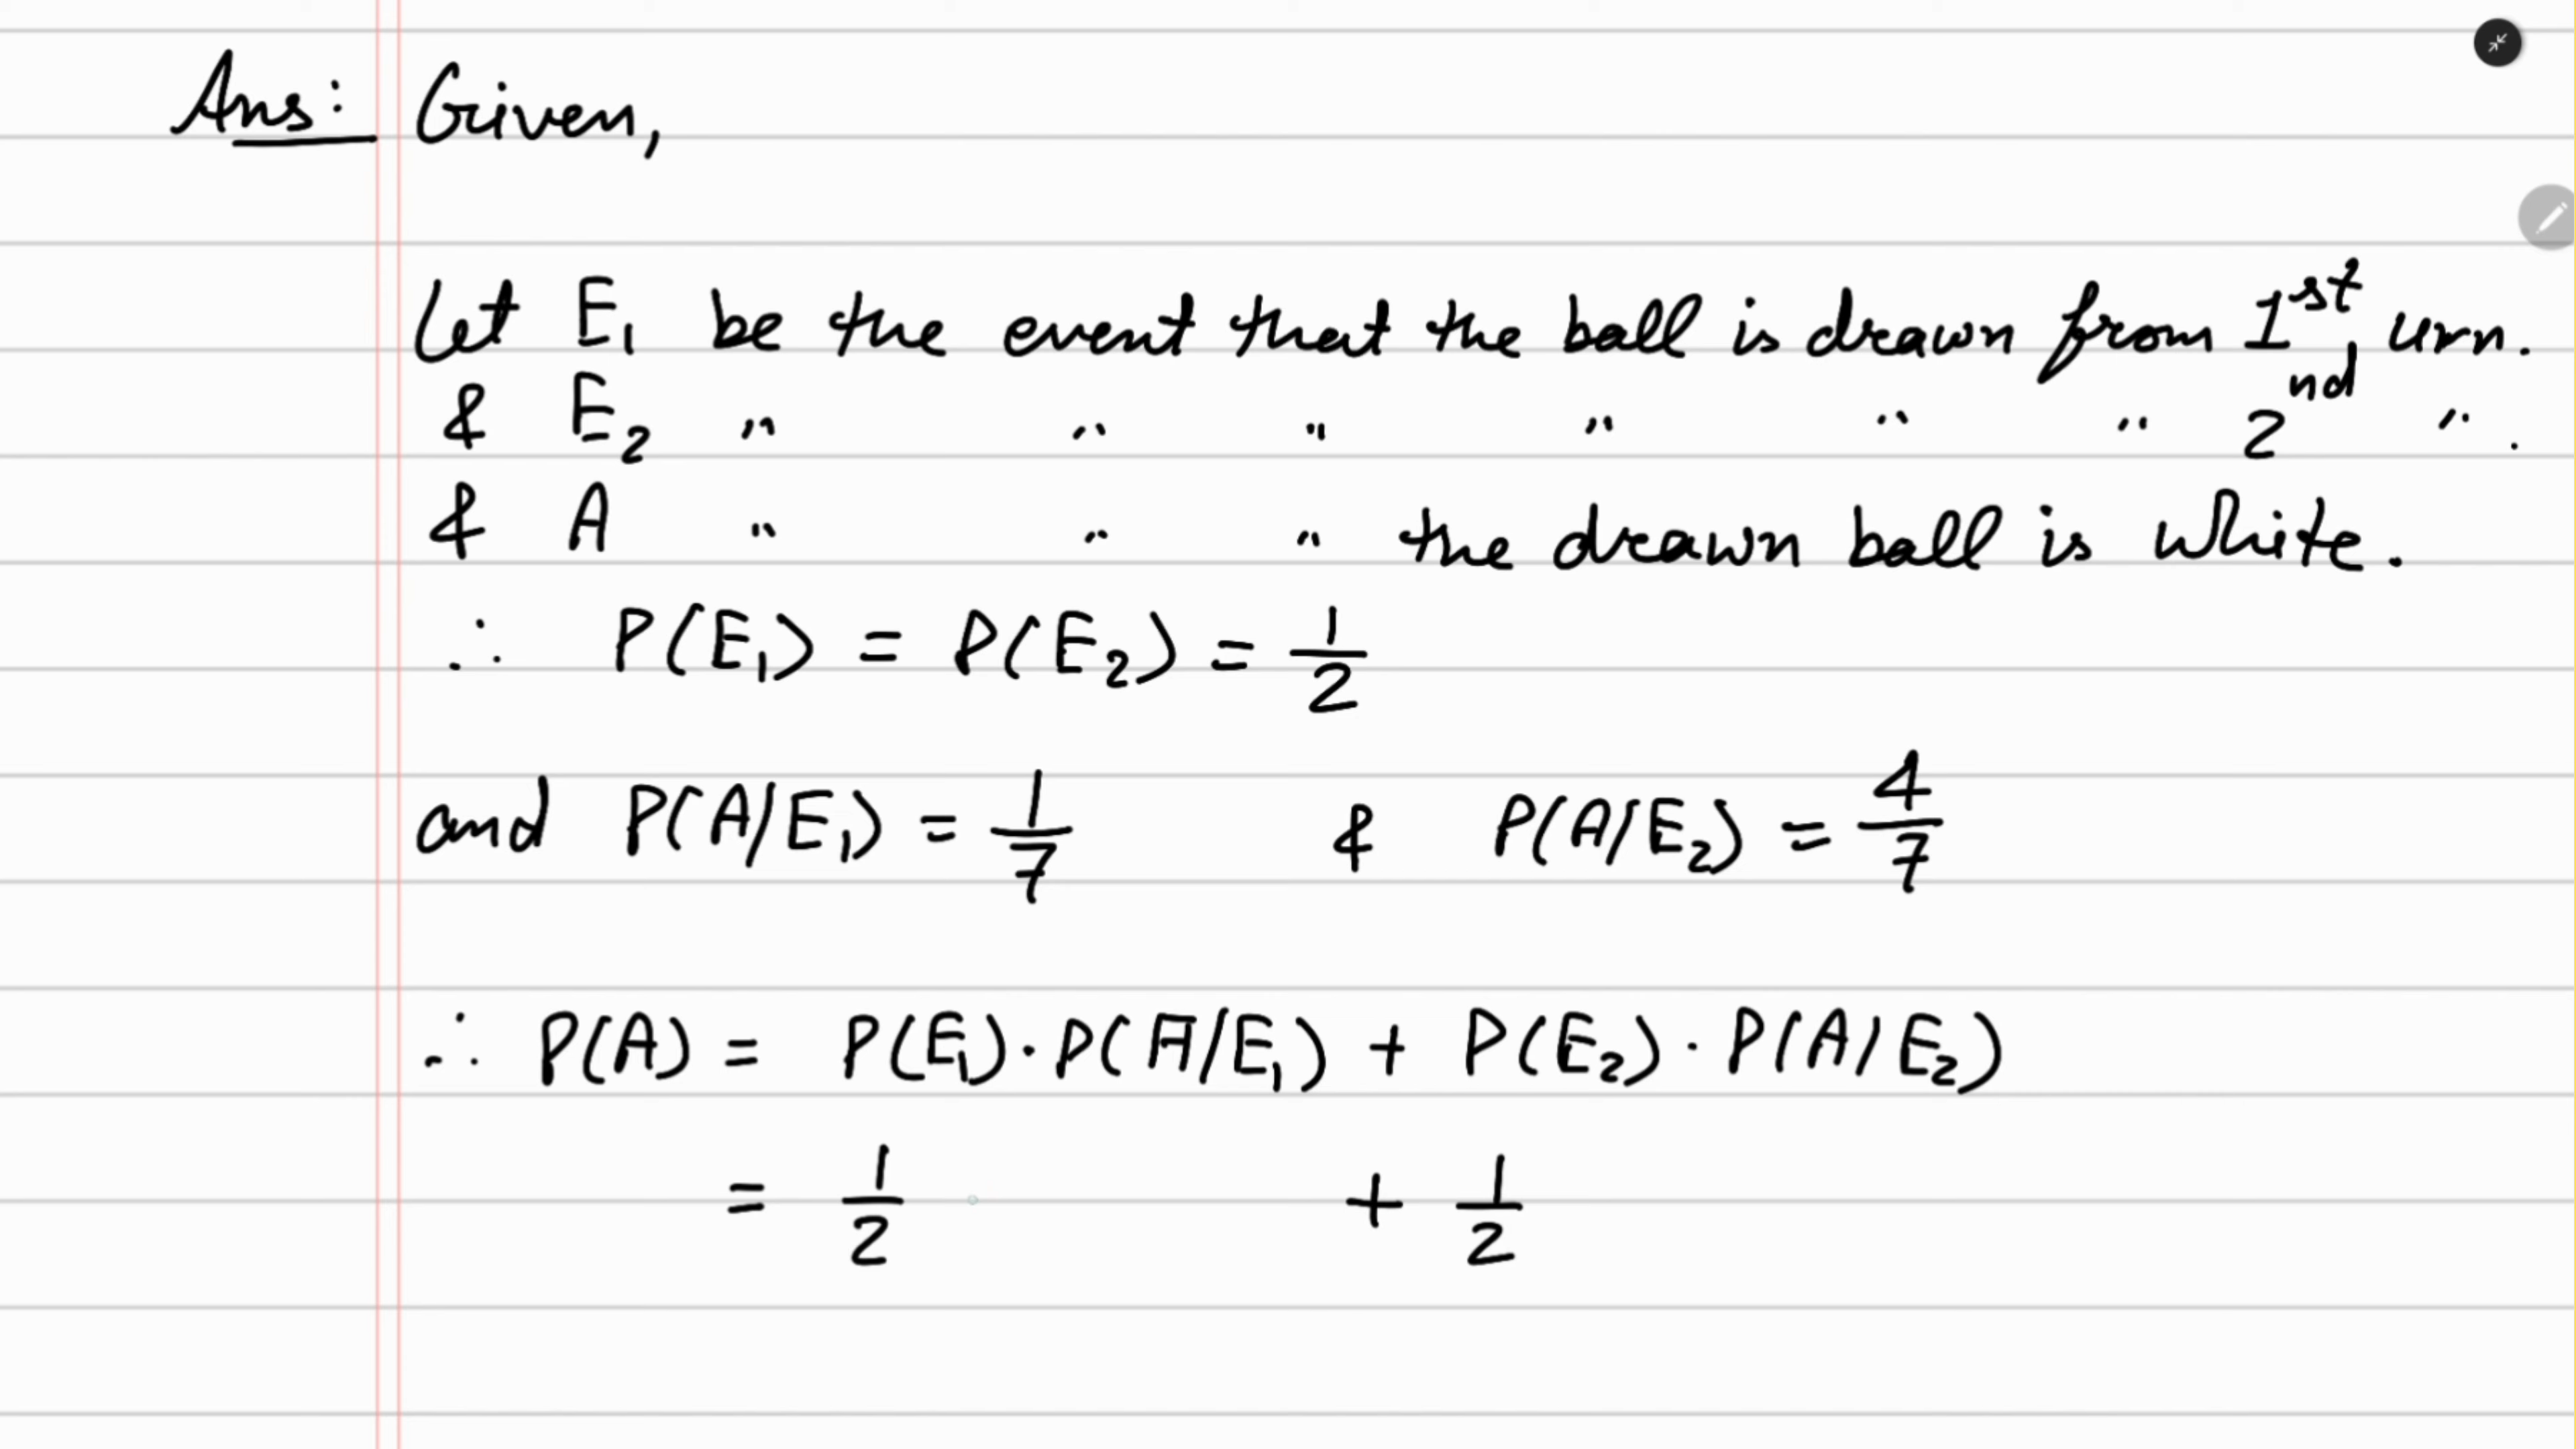 Ans: Given,
Let E₁ be the event that the ball is drawn from 1st urn.
& E₂ " " " " " " 2nd " .
& A " " " the drawn ball is white.
∴ P(E₁) = P(E₂) = 1/2
and P(A/E₁) = 1/7 & P(A/E₂) = 4/7
∴ P(A) = P(E₁)·P(A/E₁) + P(E₂)·P(A/E₂)
= 1/2 + 1/2